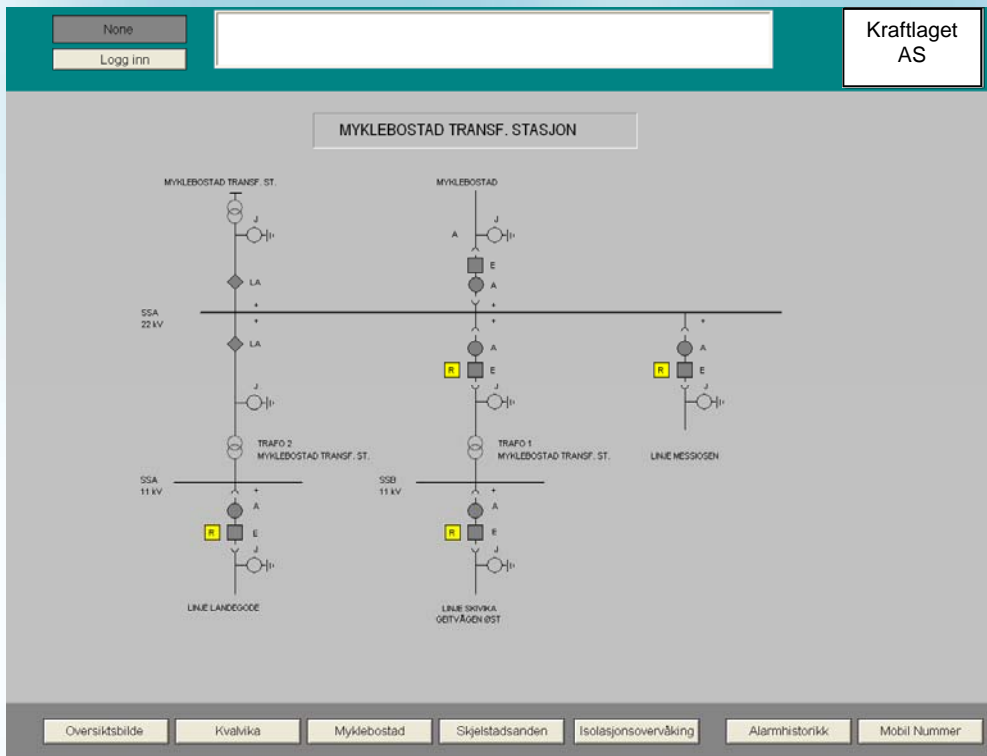 None
Logg inn
Kraftlaget
AS
MYKLEBOSTAD TRANSF. STASJON
MYKLEBOSTAD TRANSF. ST.
MYKLEBOSTAD
J
J
A
E
A
LA
+
+
SSA
22 kV
+
+
+
LA
A
A
R
E
R
E
J
J
J
TRAFO 2
MYKLEBOSTAD TRANSF. ST.
TRAFO 1
MYKLEBOSTAD TRANSF. ST.
LINJE MESSIOSEN
SSA
11 kV
+
SSB
11 kV
+
A
A
R
E
R
E
J
J
LINJE LANDEGODE
LINJE SKIVIKA
GEITVÅGEN ØST
Oversiktsbilde
Kvalvika
Myklebostad
Skjelstadsanden
Isolasjonsovervåking
Alarmhistorikk
Mobil Nummer